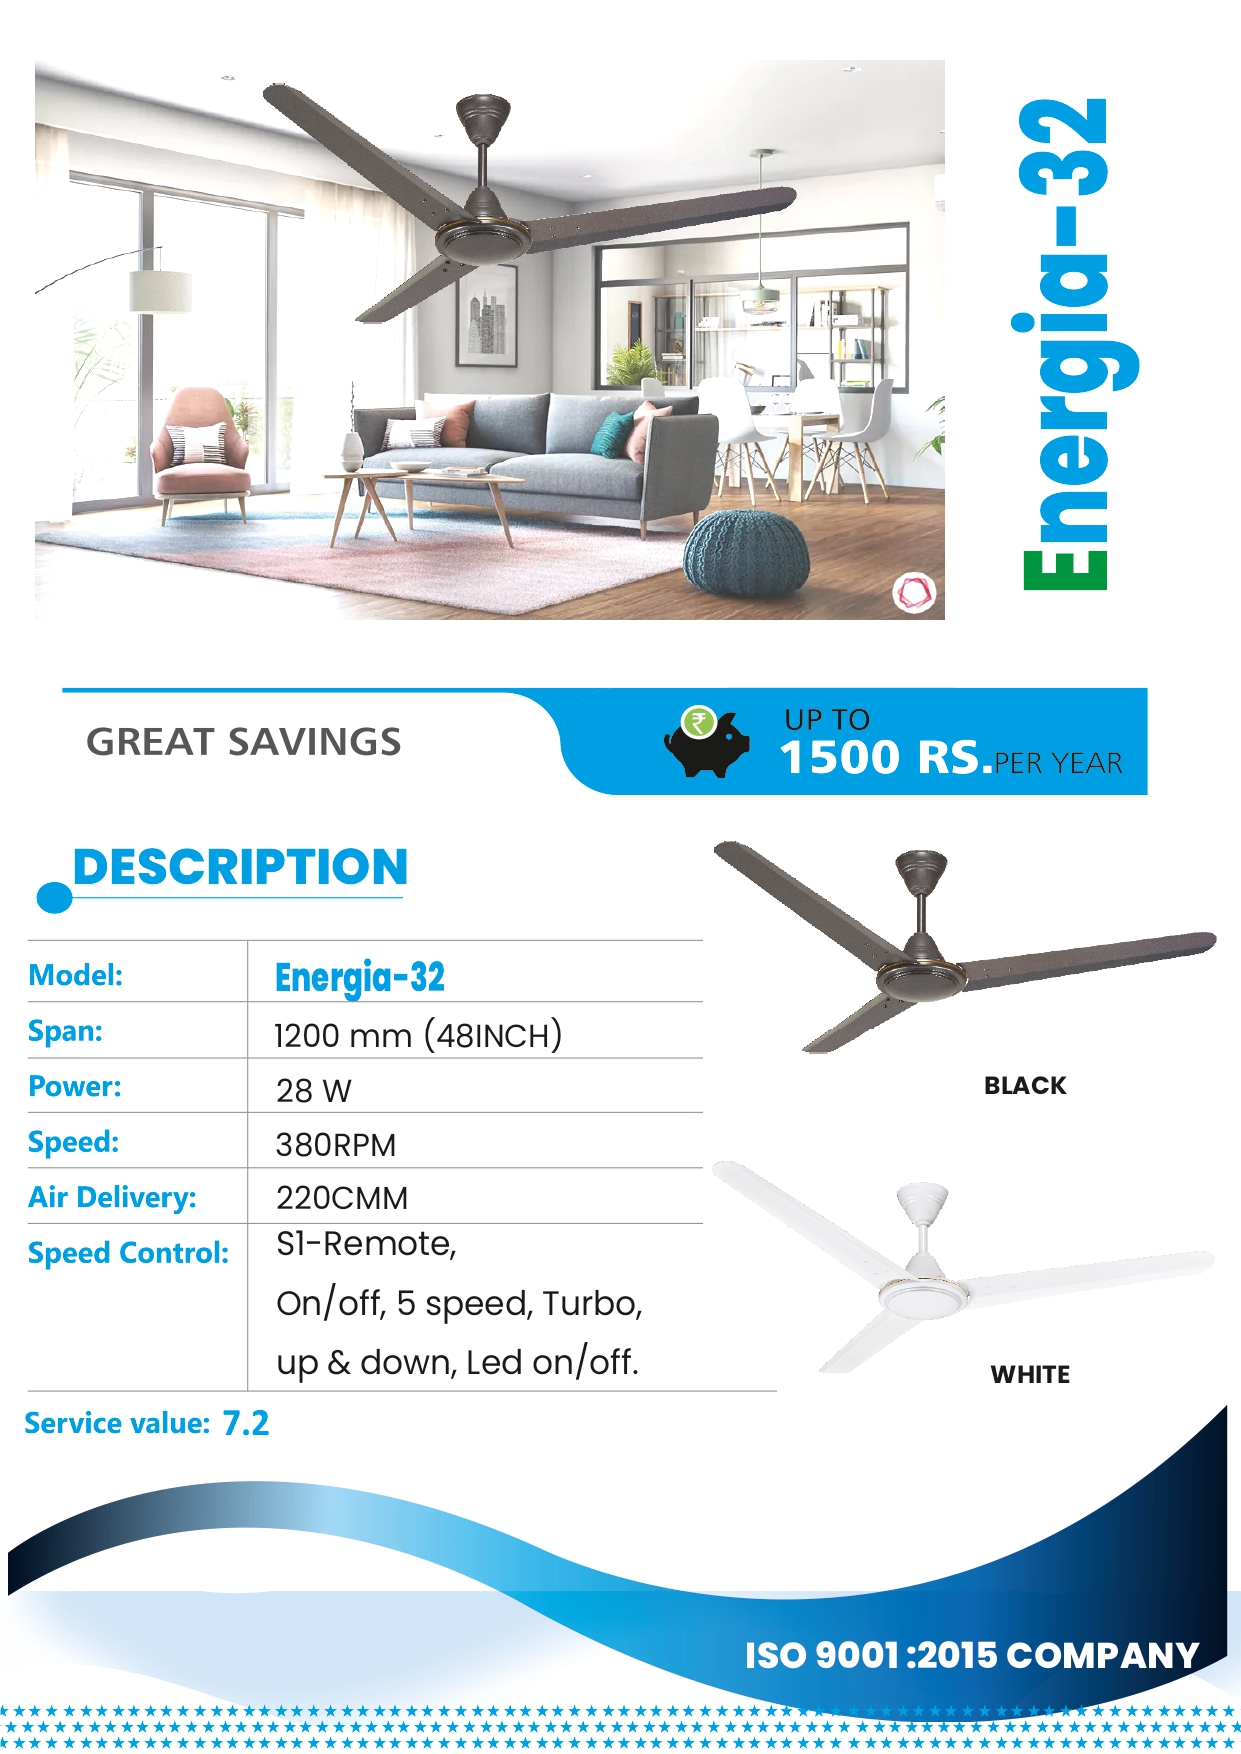 Energia-32
GREAT SAVINGS
₹
UP TO
1500 RS.PER YEAR
DESCRIPTION
Model: Energia-32
Span: 1200 mm (48INCH)
Power: 28 W
Speed: 380RPM
Air Delivery: 220CMM
Speed Control: S1-Remote,
On/off, 5 speed, Turbo,
up & down, Led on/off.
Service value: 7.2
BLACK
WHITE
ISO 9001 :2015 COMPANY